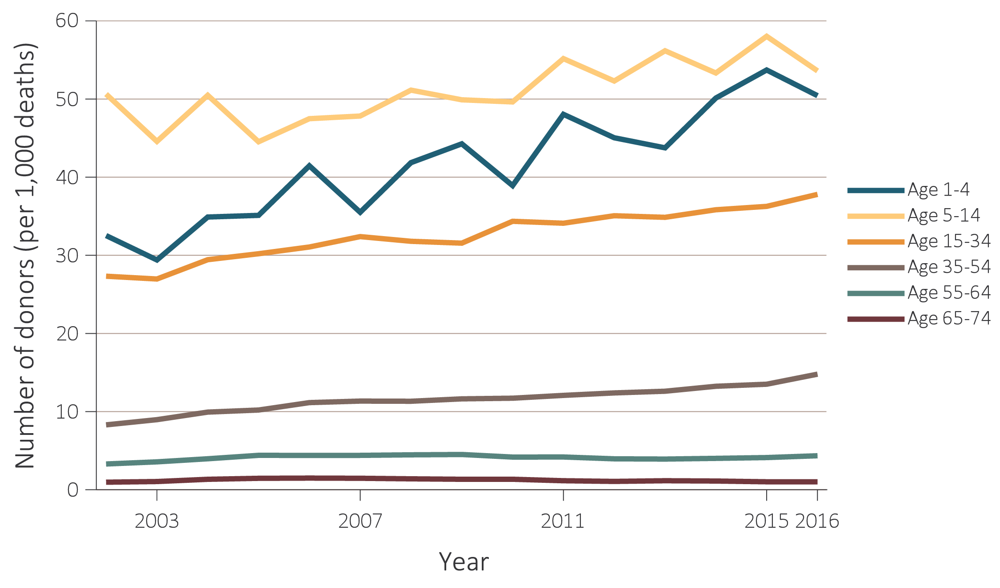 Number of donors (per 1,000 deaths)
60
50
40
30
20
10
0
2003
2007
2011
2015
2016
Year
Age 1-4
Age 5-14
Age 15-34
Age 35-54
Age 55-64
Age 65-74